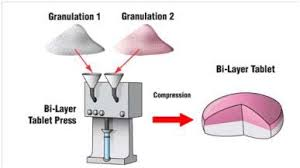 Granulation 1
Granulation 2
Bi-Layer
Tablet Press
Compression
Bi-Layer Tablet